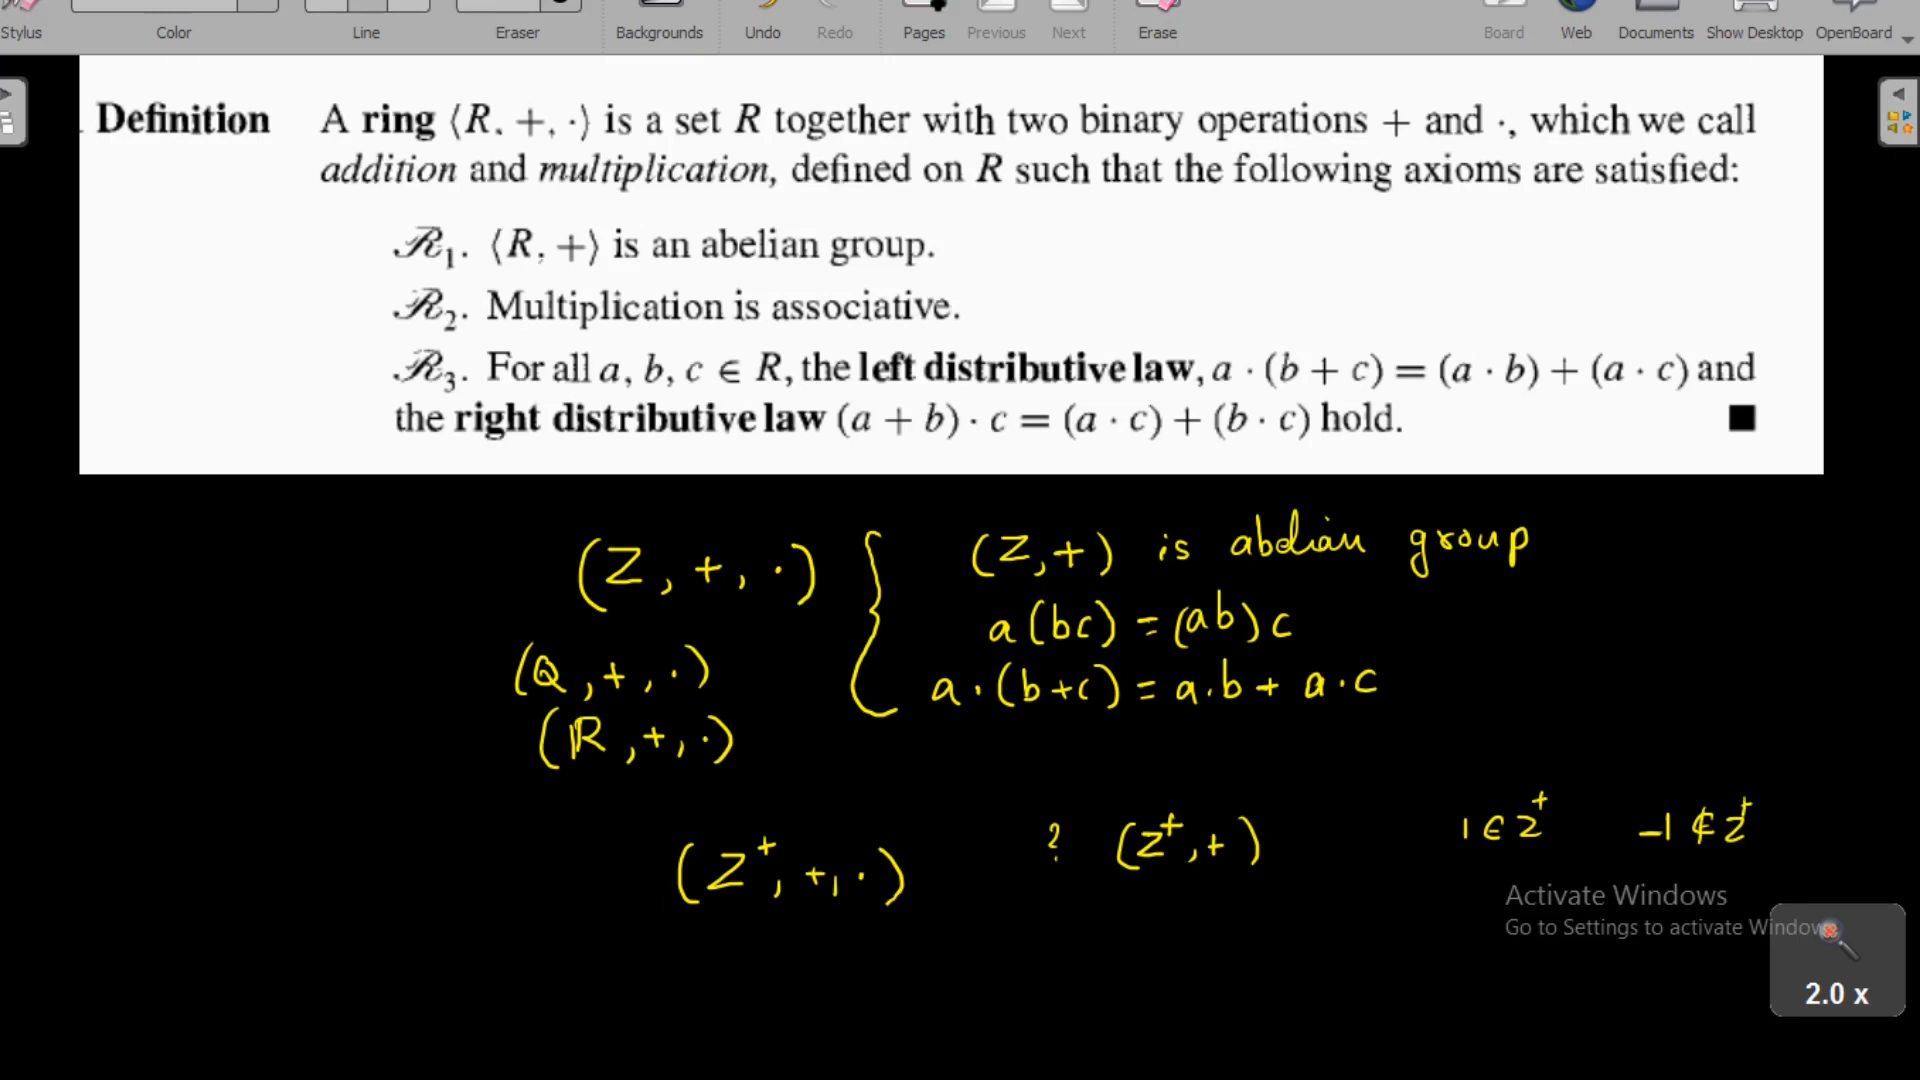 Stylus Color Line Eraser Backgrounds Undo Redo Pages Previous Next Erase Board Web Documents Show Desktop OpenBoard
Definition A ring ⟨R, +, ·⟩ is a set R together with two binary operations + and ·, which we call
addition and multiplication, defined on R such that the following axioms are satisfied:
ℛ₁. ⟨R, +⟩ is an abelian group.
ℛ₂. Multiplication is associative.
ℛ₃. For all a, b, c ∈ R, the left distributive law, a · (b + c) = (a · b) + (a · c) and
the right distributive law (a + b) · c = (a · c) + (b · c) hold. ■
(Z, +, ·) { (Z, +) is abelian group
a(bc) = (ab)c
(Q, +, ·) a·(b+c) = a.b + a·c
(ℝ, +, ·)
(Z⁺, +, ·) ? (Z⁺, +) 1 ∈ Z⁺ -1 ∉ Z⁺
Activate Windows
Go to Settings to activate Windows
2.0 x